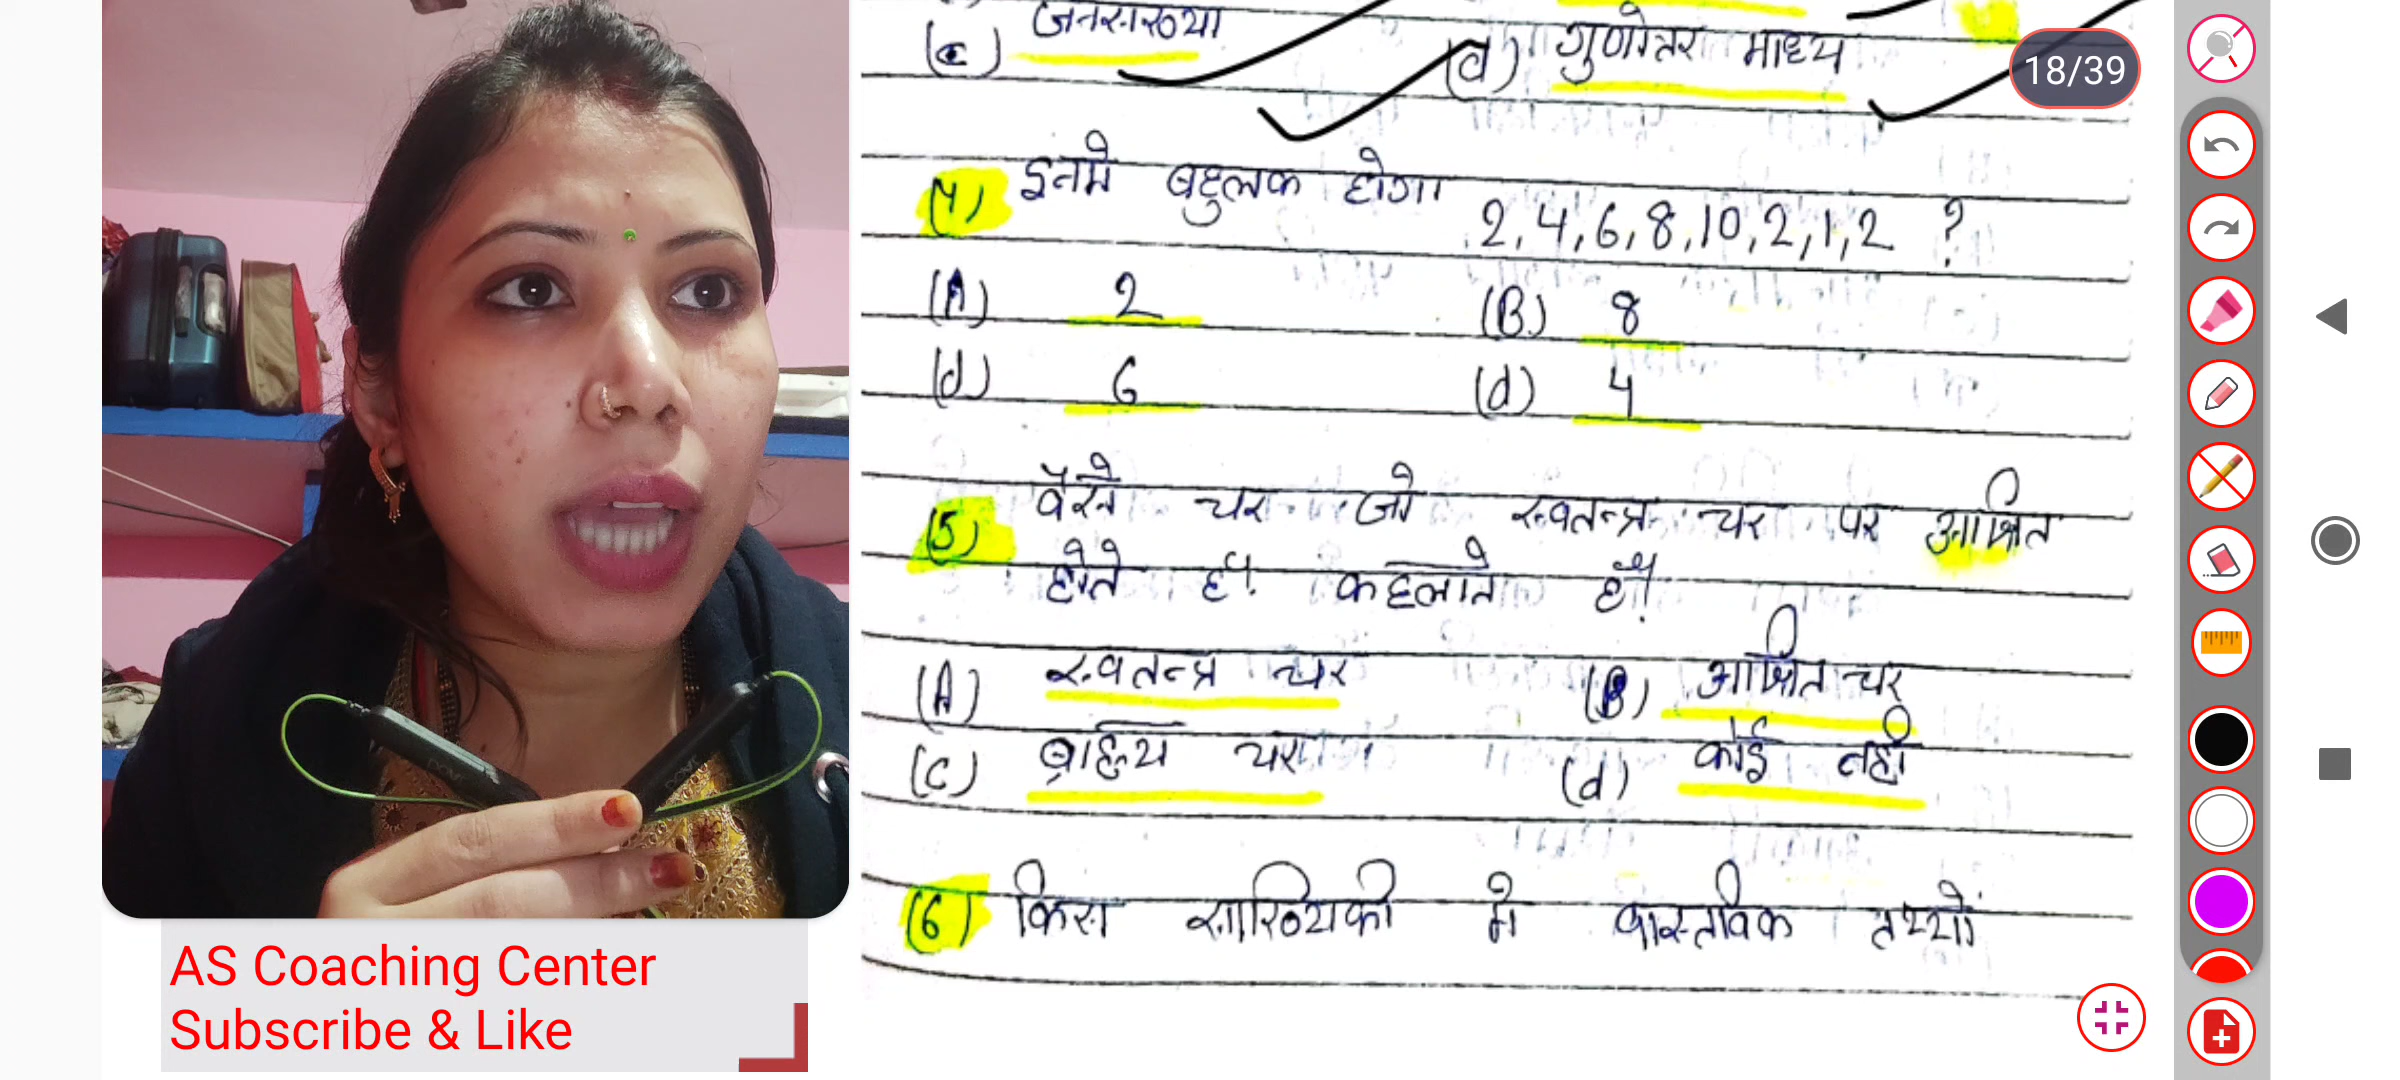 (c) जनसंख्या (d) गुणोत्तर माध्य
18/39
(4) इनमे बहुलक होगा 2, 4, 6, 8, 10, 2, 1, 2 ?
(A) 2 (B) 8
(d) 6 (d) 4
(5) वैसे चर जो स्वतन्त्र चर पर आश्रित
होते हैं। कहलाते हैं।
(A) स्वतन्त्र चर (B) आश्रित चर
(C) ब्राह्य चर (d) कोई नहीं
(6) किस सांख्यिकी में वास्तविक तथ्यों
AS Coaching Center
Subscribe & Like